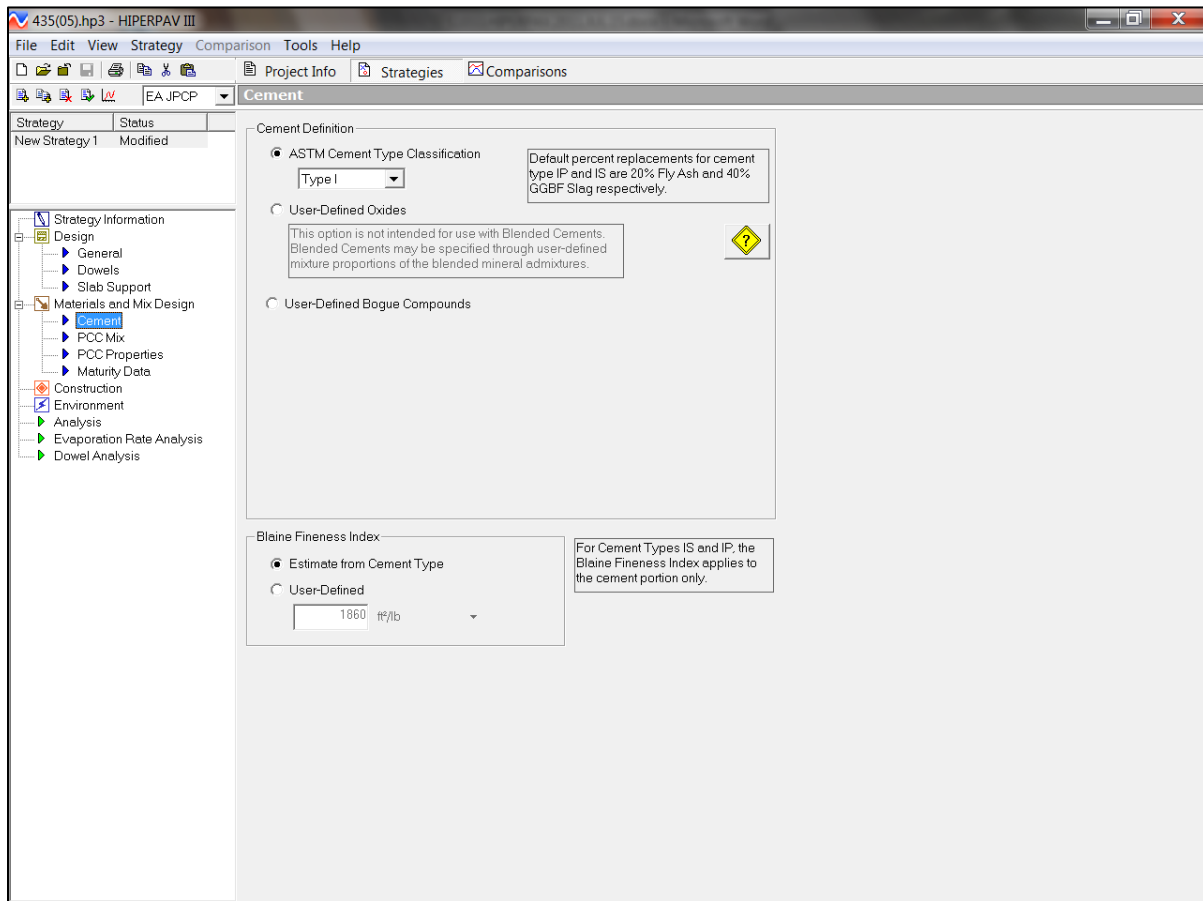 435(05).hp3 - HIPERPAV III
File Edit View Strategy Comparison Tools Help
Project Info Strategies Comparisons
EA JPCP
Cement
Strategy Status
New Strategy 1 Modified
Strategy Information
Design
General
Dowels
Slab Support
Materials and Mix Design
Cement
PCC Mix
PCC Properties
Maturity Data
Construction
Environment
Analysis
Evaporation Rate Analysis
Dowel Analysis
Cement Definition
ASTM Cement Type Classification
Type I
Default percent replacements for cement
type IP and IS are 20% Fly Ash and 40%
GGBF Slag respectively.
User-Defined Oxides
This option is not intended for use with Blended Cements.
Blended Cements may be specified through user-defined
mixture proportions of the blended mineral admixtures.
?
User-Defined Bogue Compounds
Blaine Fineness Index
Estimate from Cement Type
User-Defined
1860 ft²/lb
For Cement Types IS and IP, the
Blaine Fineness Index applies to
the cement portion only.